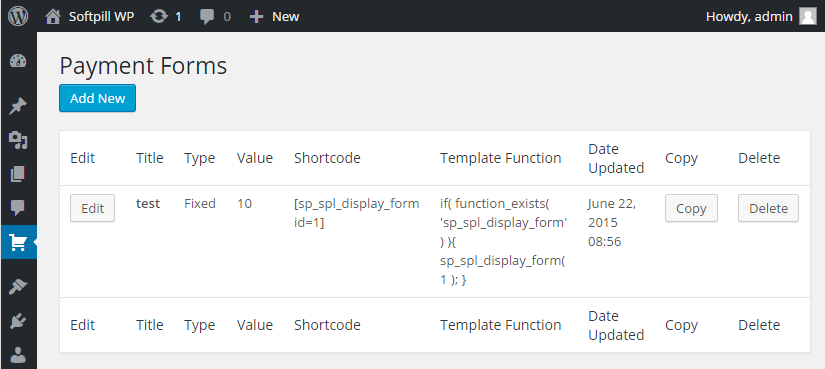 Softpill WP 1 0 New Howdy, admin
Payment Forms
Add New
Edit Title Type Value Shortcode Template Function Date Updated Copy Delete
Edit test Fixed 10 [sp_spl_display_form id=1] if( function_exists( 'sp_spl_display_form' ) ){ sp_spl_display_form( 1 ); } June 22, 2015 08:56 Copy Delete
Edit Title Type Value Shortcode Template Function Date Updated Copy Delete